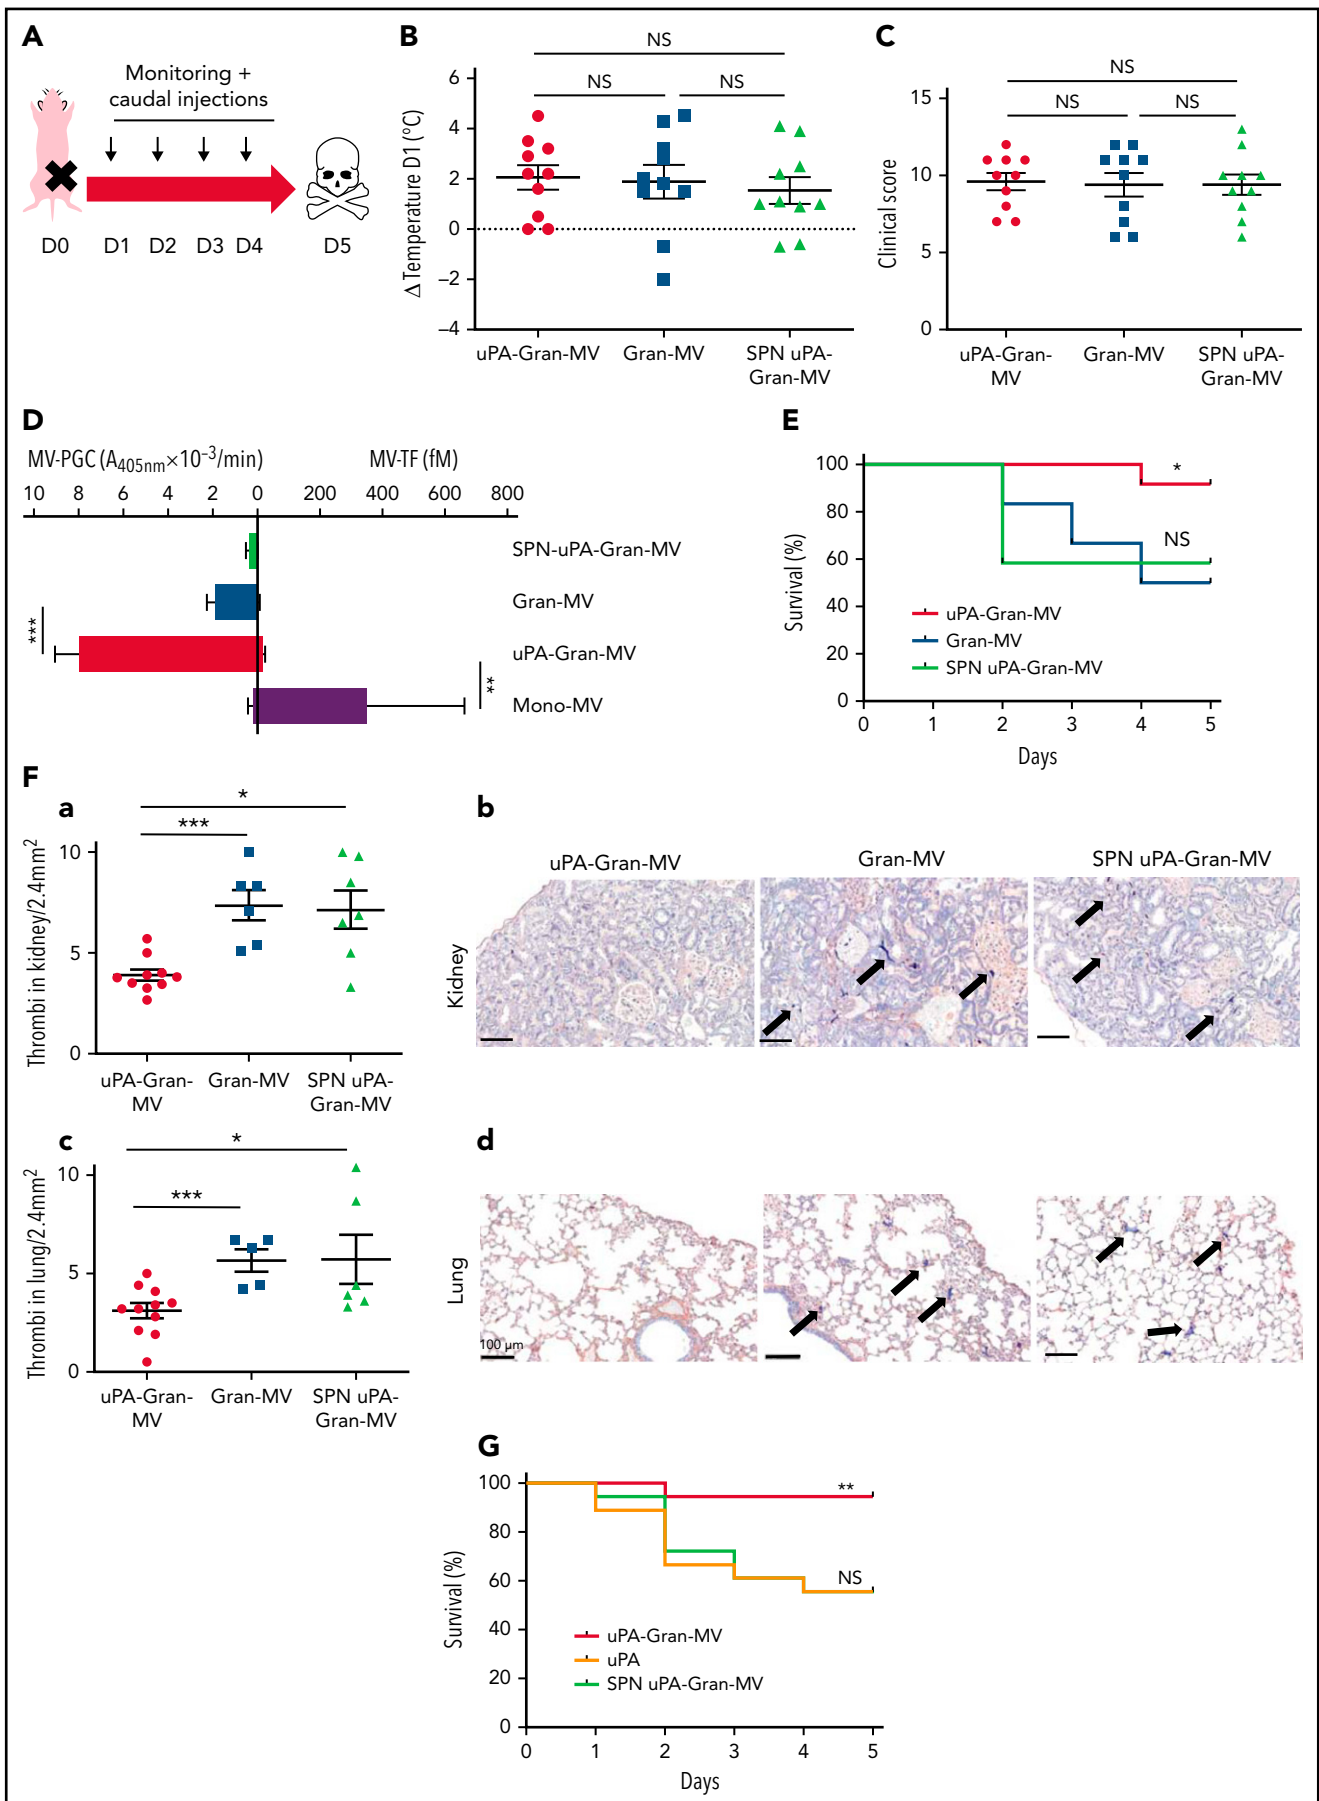 A
Monitoring +
caudal injections
D0 D1 D2 D3 D4 D5
B
NS
NS NS
Δ Temperature D1 (°C)
6
4
2
0
–2
–4
uPA-Gran-MV Gran-MV SPN uPA-
Gran-MV
C
NS
NS NS
Clinical score
15
10
5
0
uPA-Gran-
MV
Gran-MV
SPN uPA-
Gran-MV
D
MV-PGC (A405nm×10–3/min) MV-TF (fM)
10 8 6 4 2 0 200 400 600 800
SPN-uPA-Gran-MV
Gran-MV
uPA-Gran-MV
Mono-MV
***
**
E
Survival (%)
100
80
60
40
20
0
*
NS
uPA-Gran-MV
Gran-MV
SPN uPA-Gran-MV
0 1 2 3 4 5
Days
F
a
*
***
Thrombi in kidney/2.4mm2
10
5
0
uPA-Gran-
MV
Gran-MV
SPN uPA-
Gran-MV
b
uPA-Gran-MV Gran-MV SPN uPA-Gran-MV
Kidney
c
*
***
Thrombi in lung/2.4mm2
10
5
0
uPA-Gran-
MV
Gran-MV
SPN uPA-
Gran-MV
d
Lung
100 μm
G
Survival (%)
100
80
60
40
20
0
**
NS
uPA-Gran-MV
uPA
SPN uPA-Gran-MV
0 1 2 3 4 5
Days